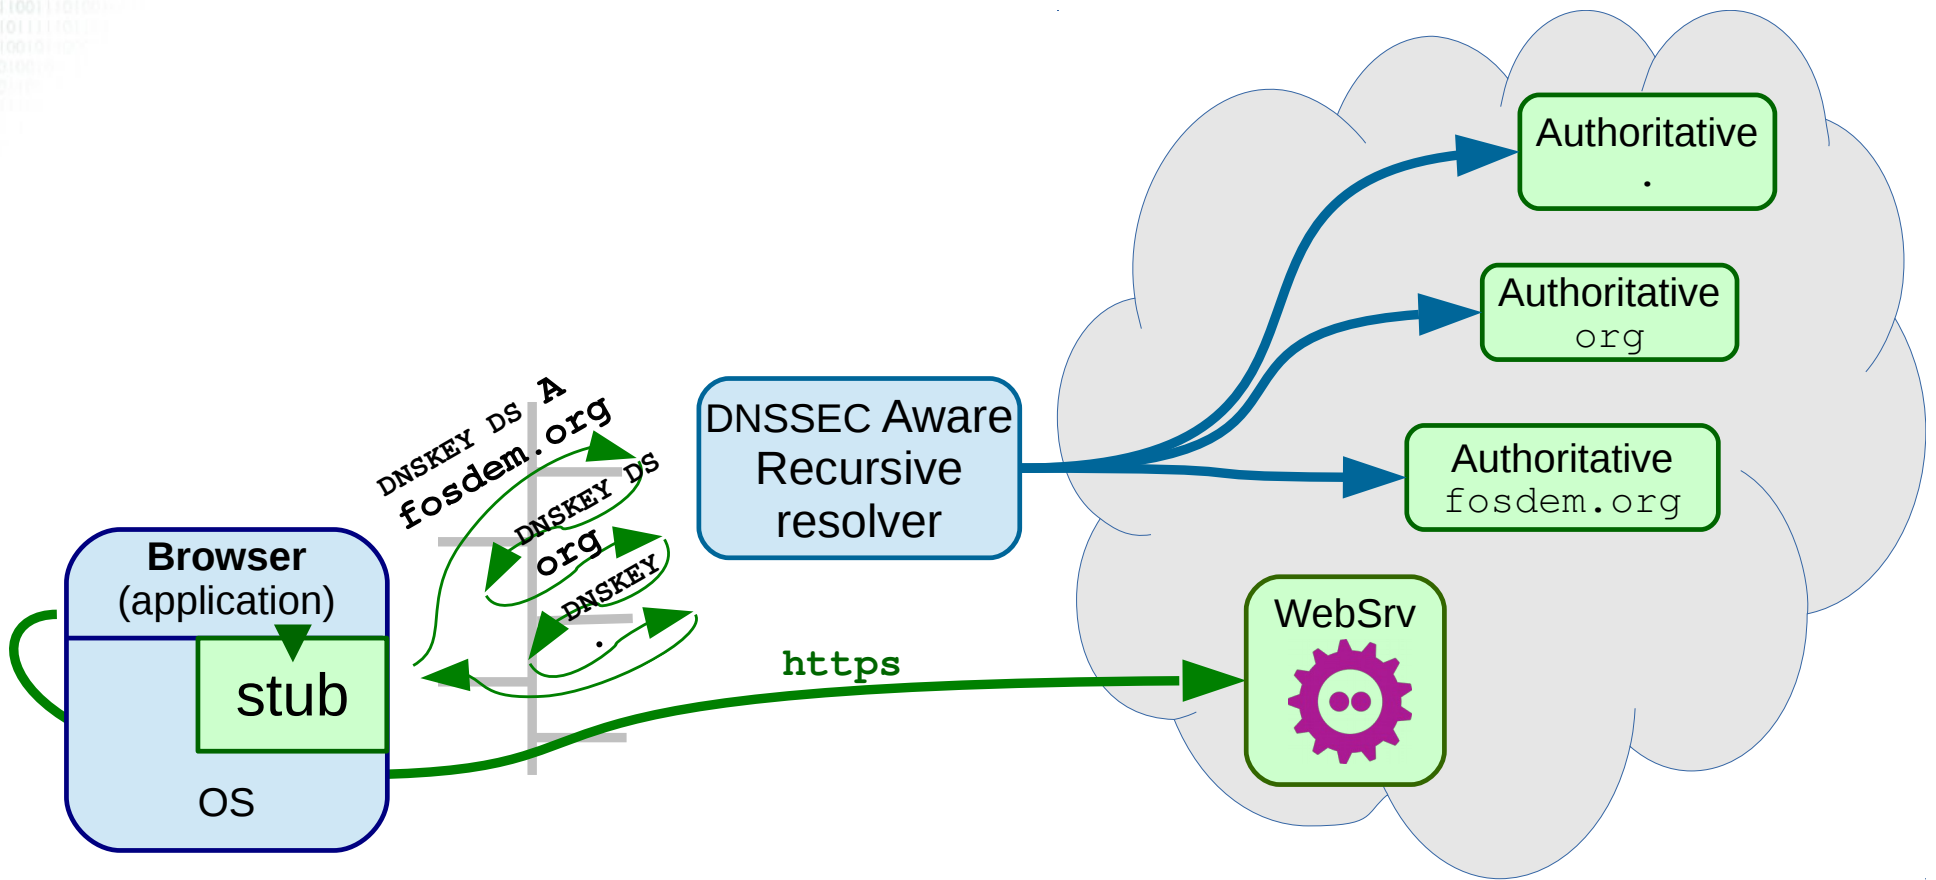 Authoritative
.
Authoritative
org
DNSKEY DS A
fosdem.org
DNSSEC Aware
Recursive
resolver
Authoritative
fosdem.org
DNSKEY DS
org
DNSKEY
.
Browser
(application)
stub
OS
https
WebSrv